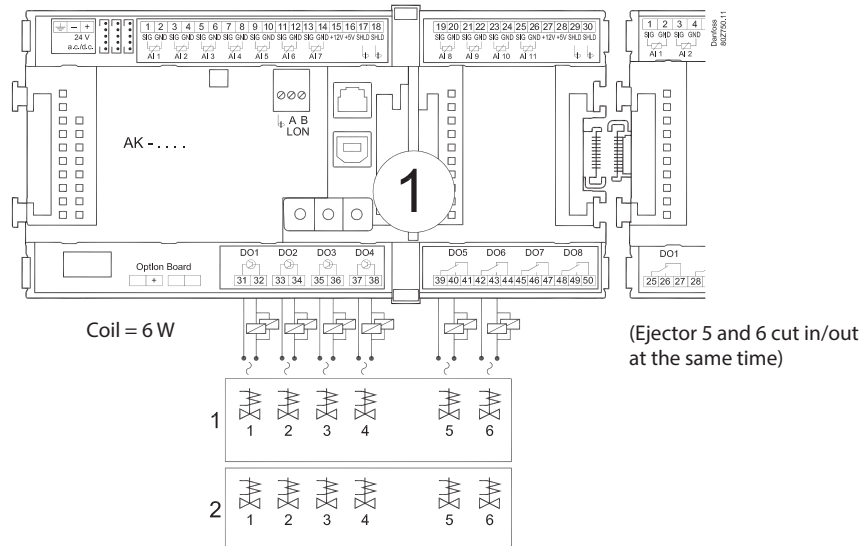 ⏚ – +
24 V
a.c./d.c.
1 2 3 4 5 6 7 8 9 10 11 12 13 14 15 16 17 18
SIG GND SIG GND SIG GND SIG GND SIG GND SIG GND SIG GND +12V +5V SHLD SHLD
AI 1 AI 2 AI 3 AI 4 AI 5 AI 6 AI 7
19 20 21 22 23 24 25 26 27 28 29 30
SIG GND SIG GND SIG GND SIG GND +12V +5V SHLD SHLD
AI 8 AI 9 AI 10 AI 11
1 2 3 4
SIG GND SIG GND
AI 1 AI 2
Danfoss
80Z750.11
A B
LON
AK - . . . .
1
Option Board
+
DO1 DO2 DO3 DO4
31 32 33 34 35 36 37 38
DO5 DO6 DO7 DO8
39 40 41 42 43 44 45 46 47 48 49 50
DO1
25 26 27 28
Coil = 6 W
(Ejector 5 and 6 cut in/out
at the same time)
1
1 2 3 4 5 6
2
1 2 3 4 5 6